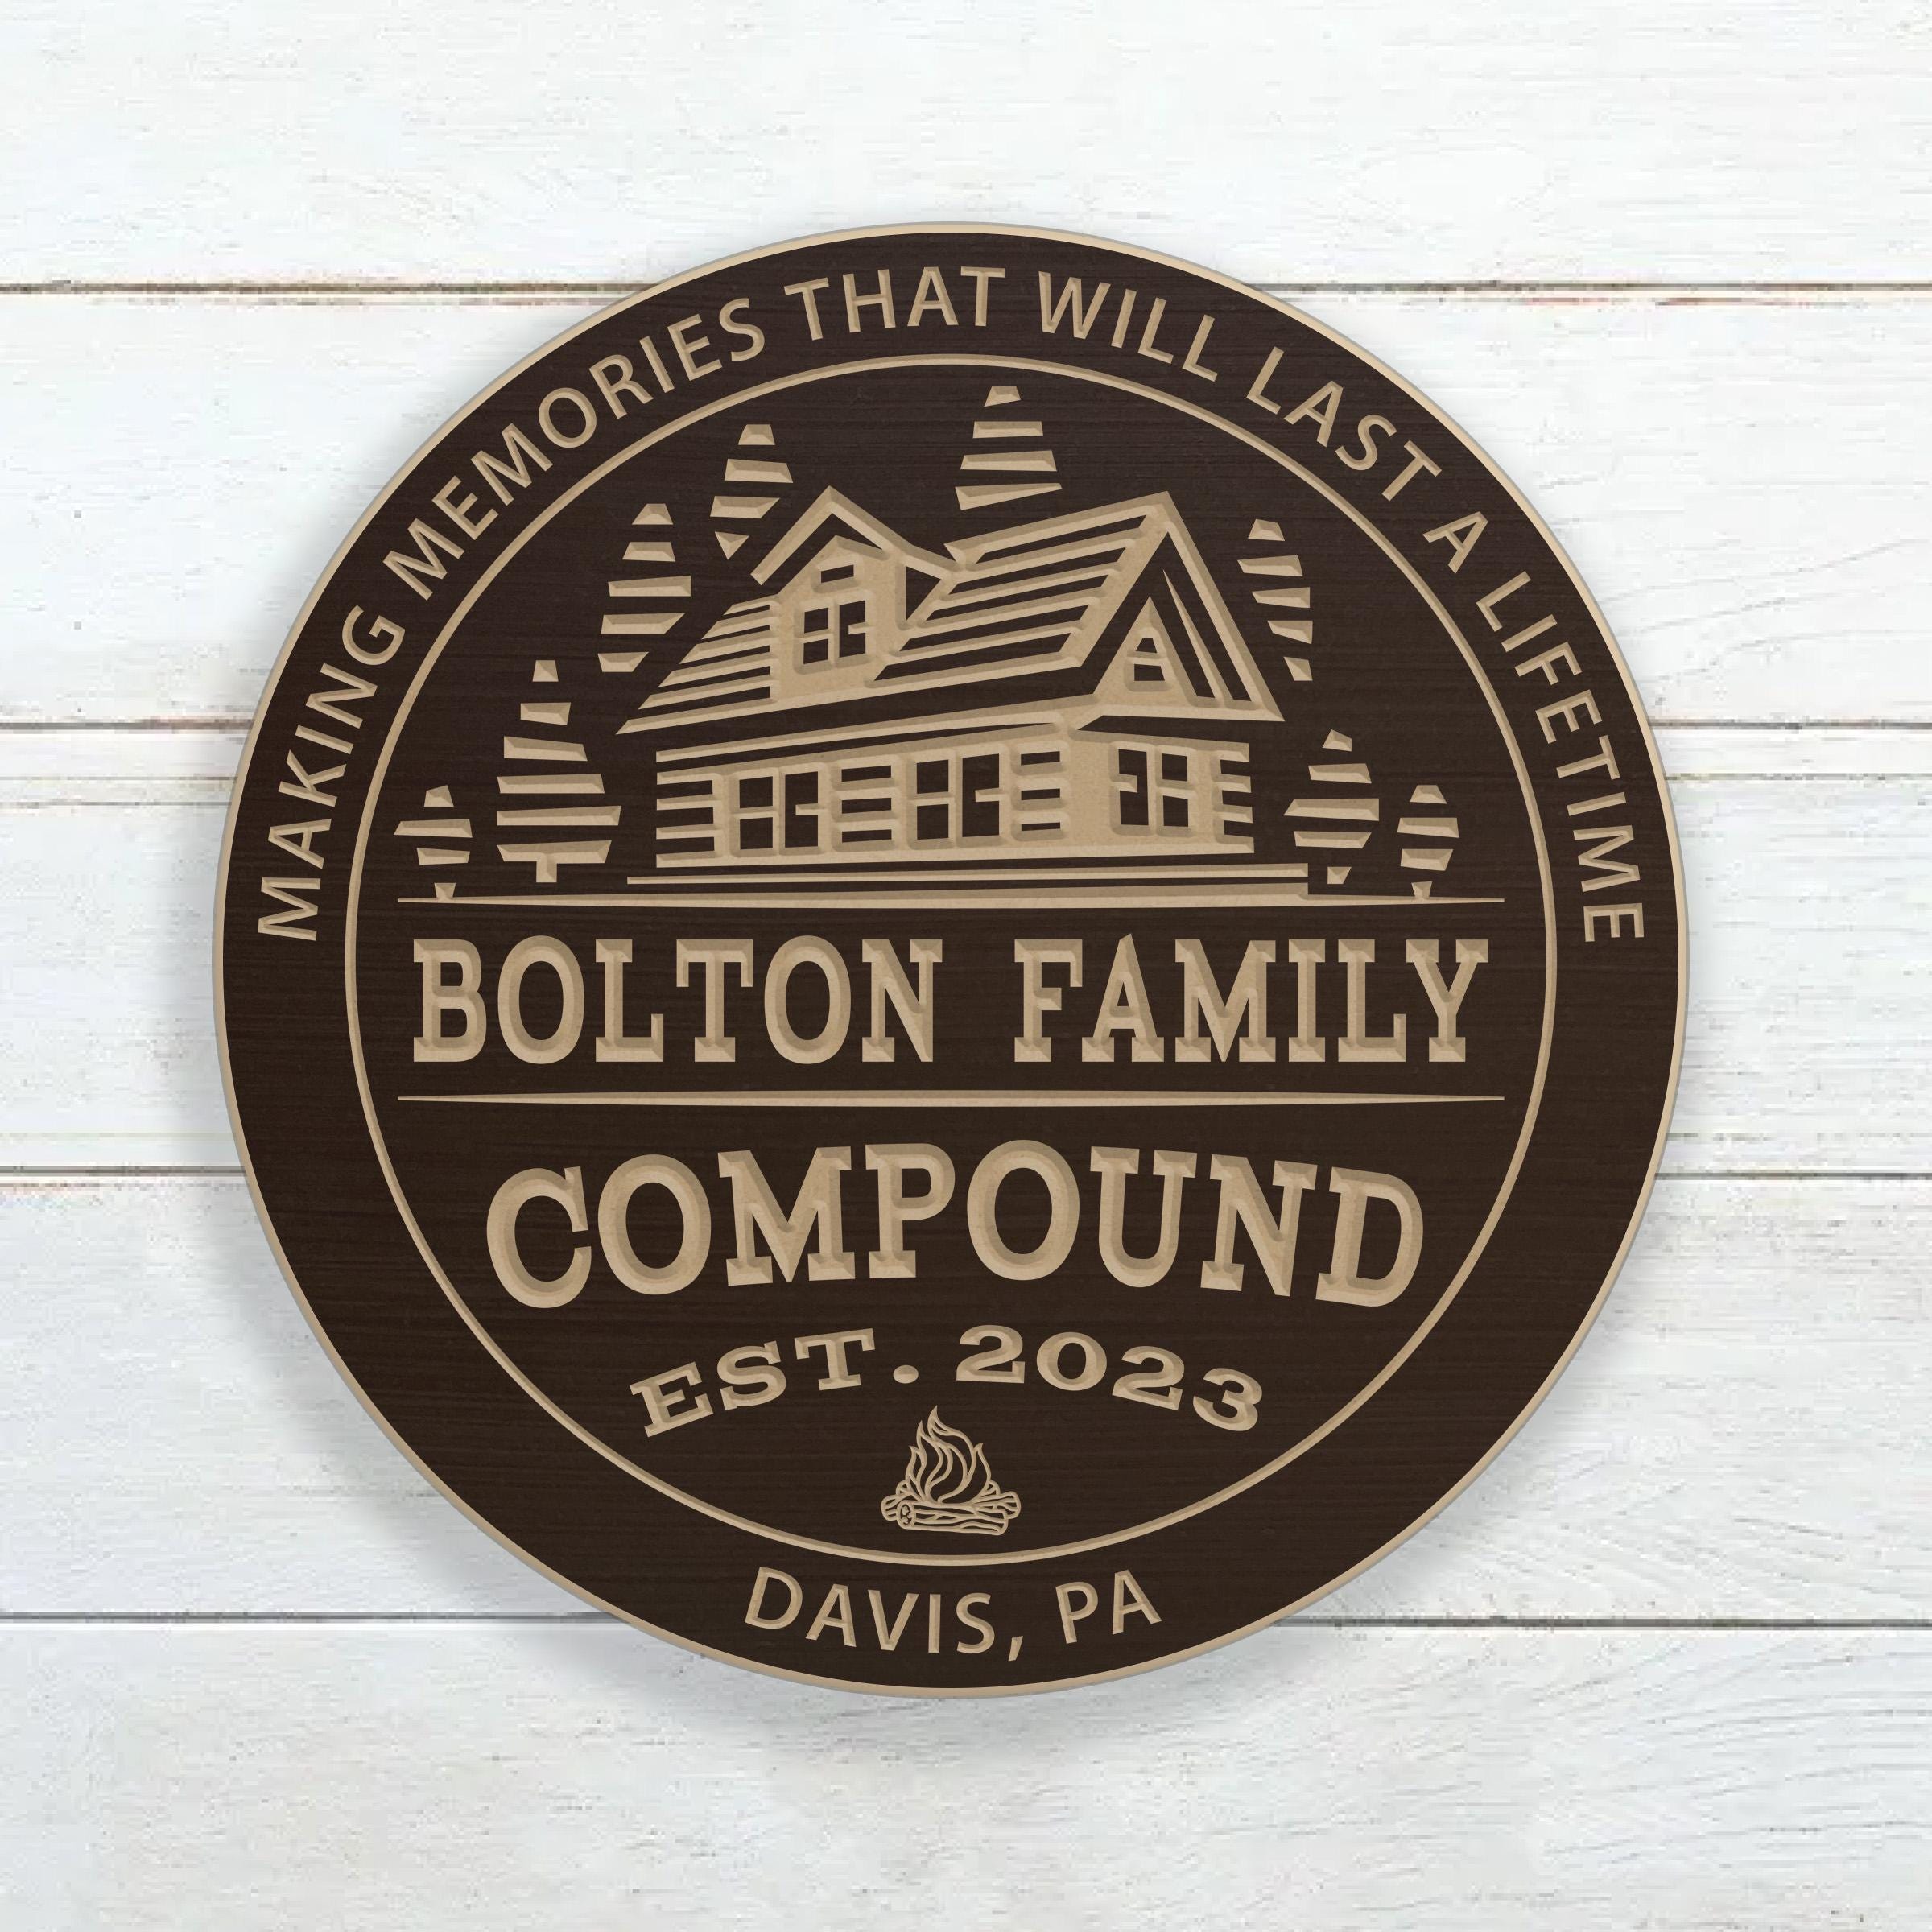 MAKING MEMORIES THAT WILL LAST A LIFETIME
BOLTON FAMILY
COMPOUND
EST. 2023
DAVIS, PA